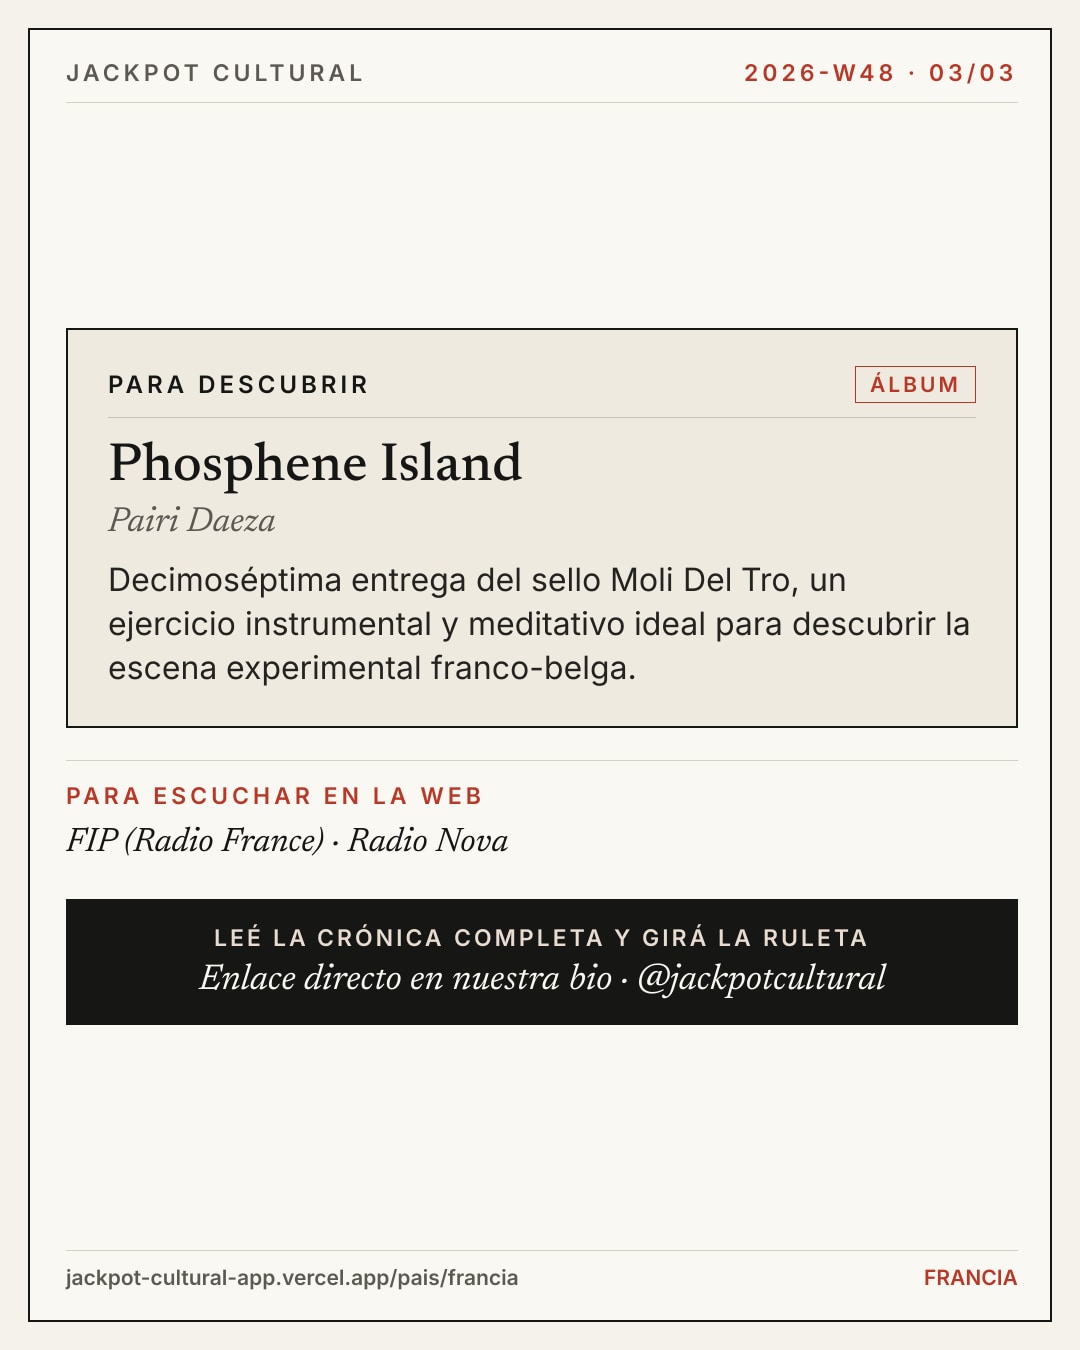 JACKPOT CULTURAL
2026-W48 · 03/03
PARA DESCUBRIR
ÁLBUM
Phosphene Island
Pairi Daeza
Decimoséptima entrega del sello Moli Del Tro, un
ejercicio instrumental y meditativo ideal para descubrir la
escena experimental franco-belga.
PARA ESCUCHAR EN LA WEB
FIP (Radio France) · Radio Nova
LEÉ LA CRÓNICA COMPLETA Y GIRÁ LA RULETA
Enlace directo en nuestra bio · @jackpotcultural
jackpot-cultural-app.vercel.app/pais/francia
FRANCIA